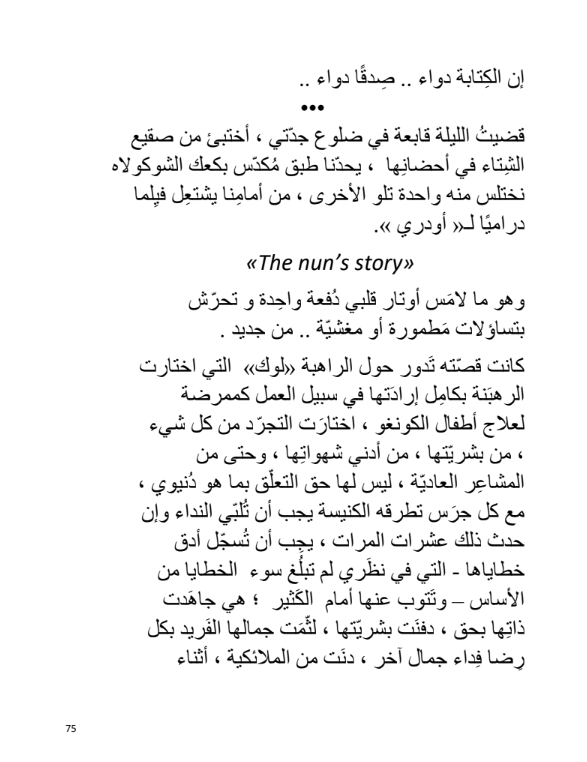 إن الكِتابة دواء .. صِدقًا دواء ..
•••
قضيتُ الليلة قابعة في ضلوع جدّتي ، أختبئ من صقيع
الشِتاء في أحضانِها ، يحدّنا طبق مُكدّس بكعك الشوكولاه
نختلس منه واحدة تلو الأخرى ، من أمامِنا يشتعِل فيِلما
دراميًا لـ« أودري ».
«The nun’s story»
وهو ما لامَس أوتار قلبي دُفعة واحِدة و تحرّش
بتساؤلات مَطمورة أو مغشيّة .. من جديد .
كانت قصّته تَدور حول الراهبة «لوك» التي اختارت
الرهبَنة بكامِل إرادَتها في سبيل العمل كممرضة
لعلاج أطفال الكونغو ، اختارَت التجرّد من كل شيء
، من بشريّتها ، من أدني شهواتِها ، وحتى من
المشاعِر العاديّة ، ليس لها حق التعلّق بما هو دُنيوي ،
مع كل جرَس تطرقه الكنيسة يجب أن تُلبّي النداء وإن
حدث ذلك عشرات المرات ، يجِب أن تُسجّل أدق
خطاياها - التي في نظَري لم تبلُغ سوء الخطايا من
الأساس – وتَتوب عنها أمام الكَثير ؛ هي جاهَدت
ذاتِها بحق ، دفنَت بشريّتها ، لثّمَت جمالها الفَريد بكل
رِضا فِداء جمال آخر ، دنَت من الملائكية ، أثناء
75